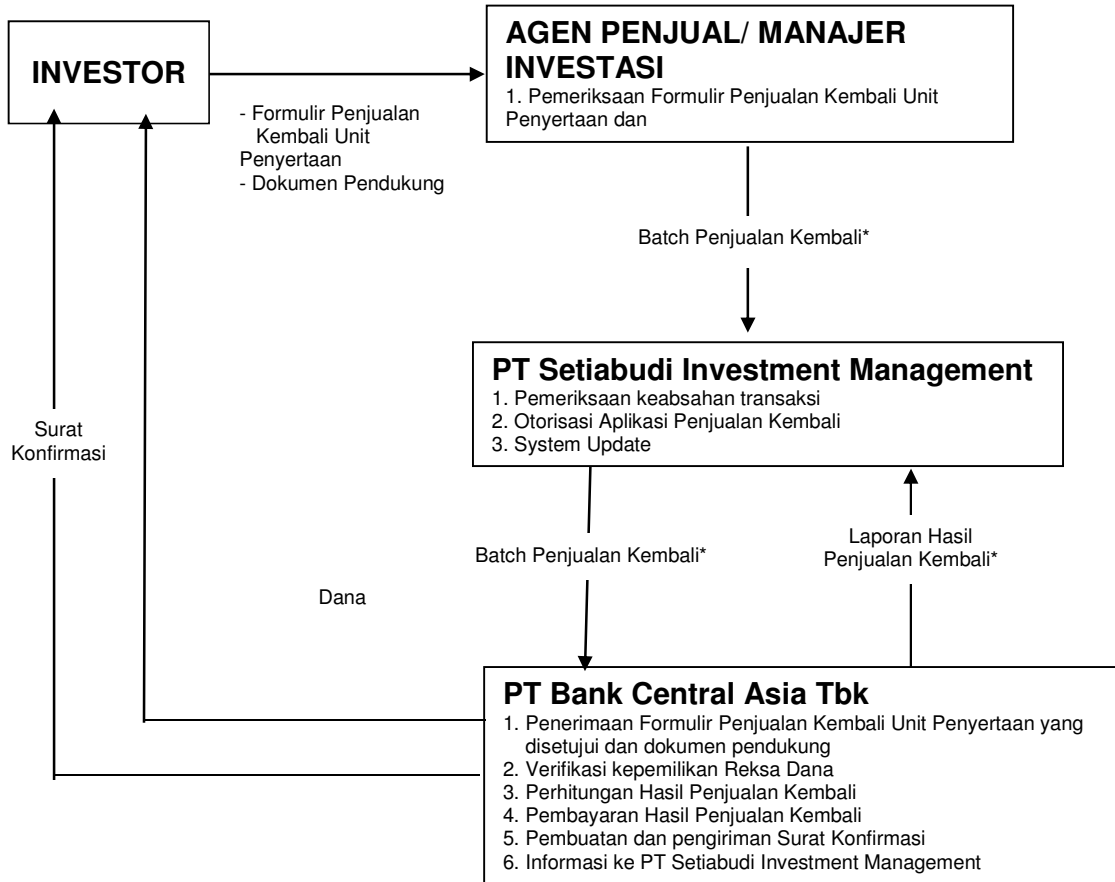 INVESTOR
AGEN PENJUAL/ MANAJER
INVESTASI
1. Pemeriksaan Formulir Penjualan Kembali Unit
Penyertaan dan
- Formulir Penjualan
Kembali Unit
Penyertaan
- Dokumen Pendukung
Batch Penjualan Kembali*
PT Setiabudi Investment Management
1. Pemeriksaan keabsahan transaksi
2. Otorisasi Aplikasi Penjualan Kembali
3. System Update
Surat
Konfirmasi
Batch Penjualan Kembali*
Laporan Hasil
Penjualan Kembali*
Dana
PT Bank Central Asia Tbk
1. Penerimaan Formulir Penjualan Kembali Unit Penyertaan yang
disetujui dan dokumen pendukung
2. Verifikasi kepemilikan Reksa Dana
3. Perhitungan Hasil Penjualan Kembali
4. Pembayaran Hasil Penjualan Kembali
5. Pembuatan dan pengiriman Surat Konfirmasi
6. Informasi ke PT Setiabudi Investment Management